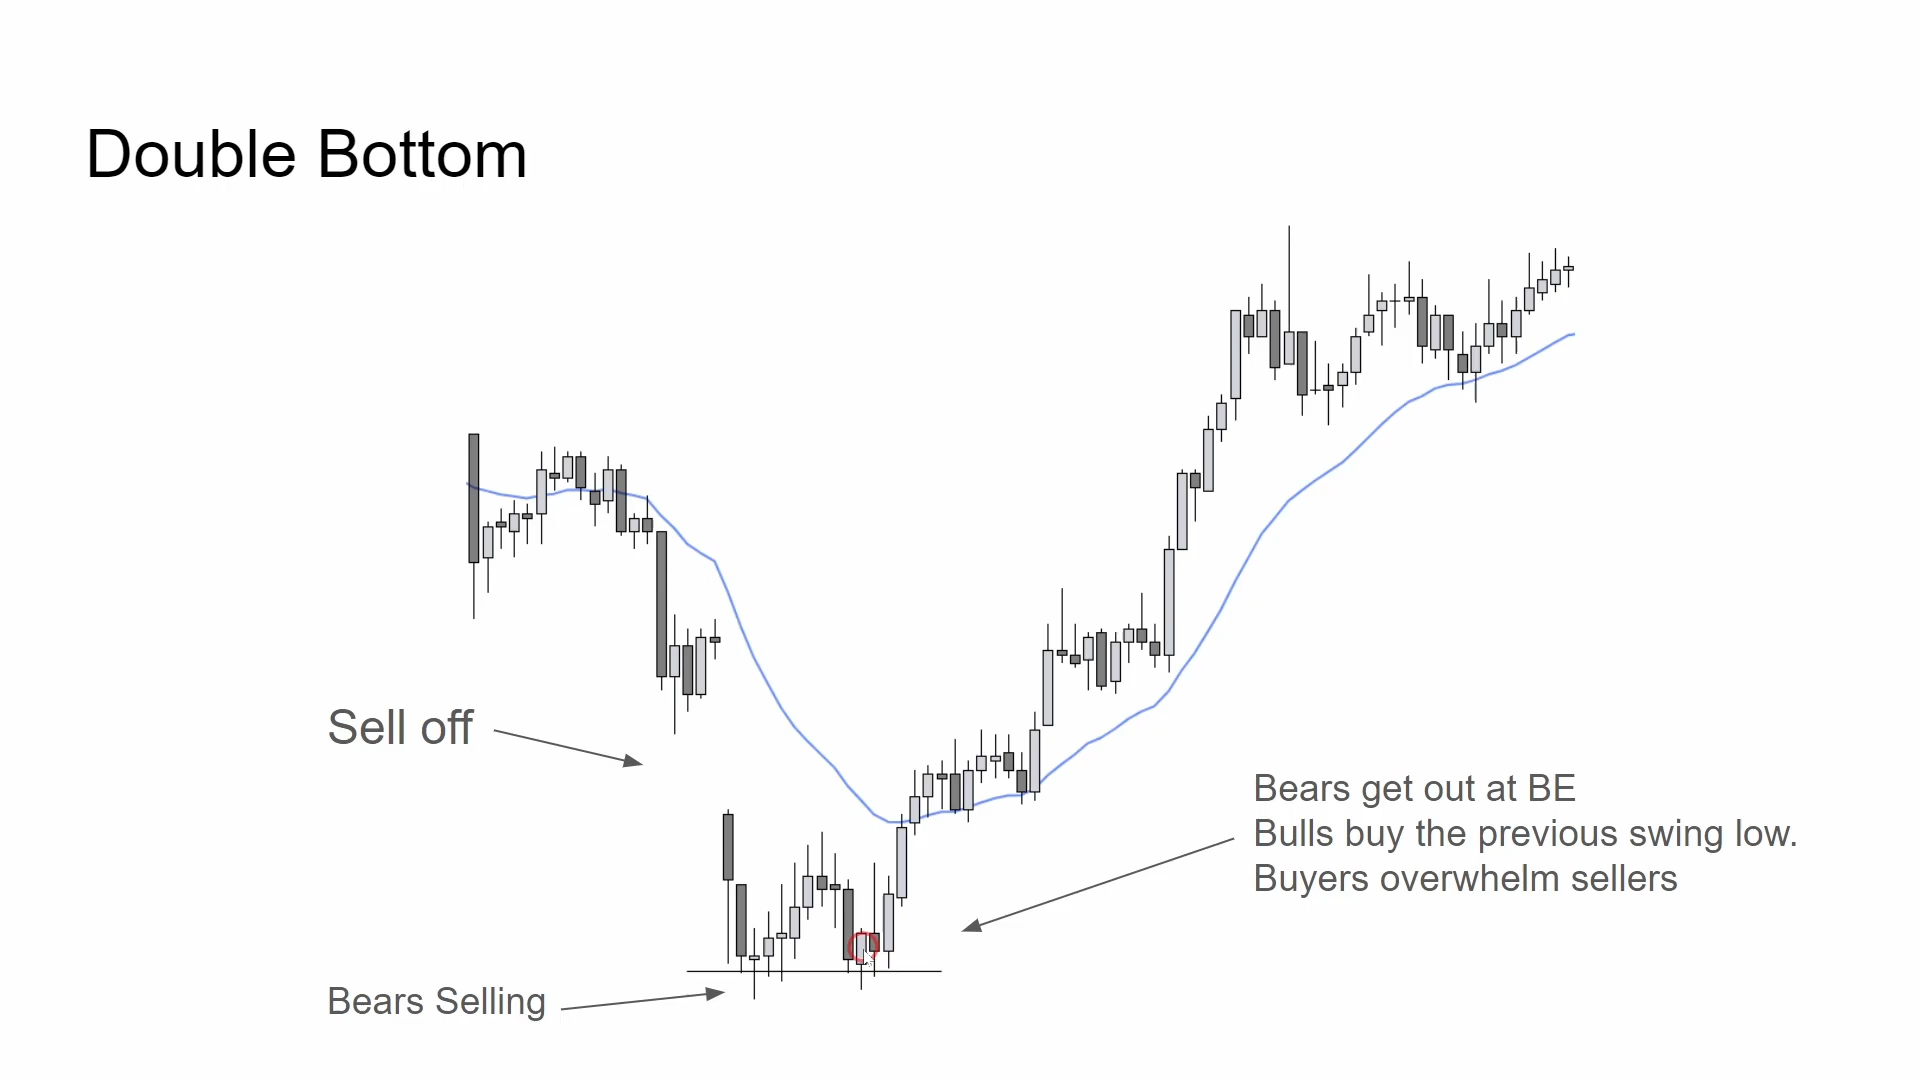 Double Bottom
Sell off
Bears get out at BE
Bulls buy the previous swing low.
Buyers overwhelm sellers
Bears Selling